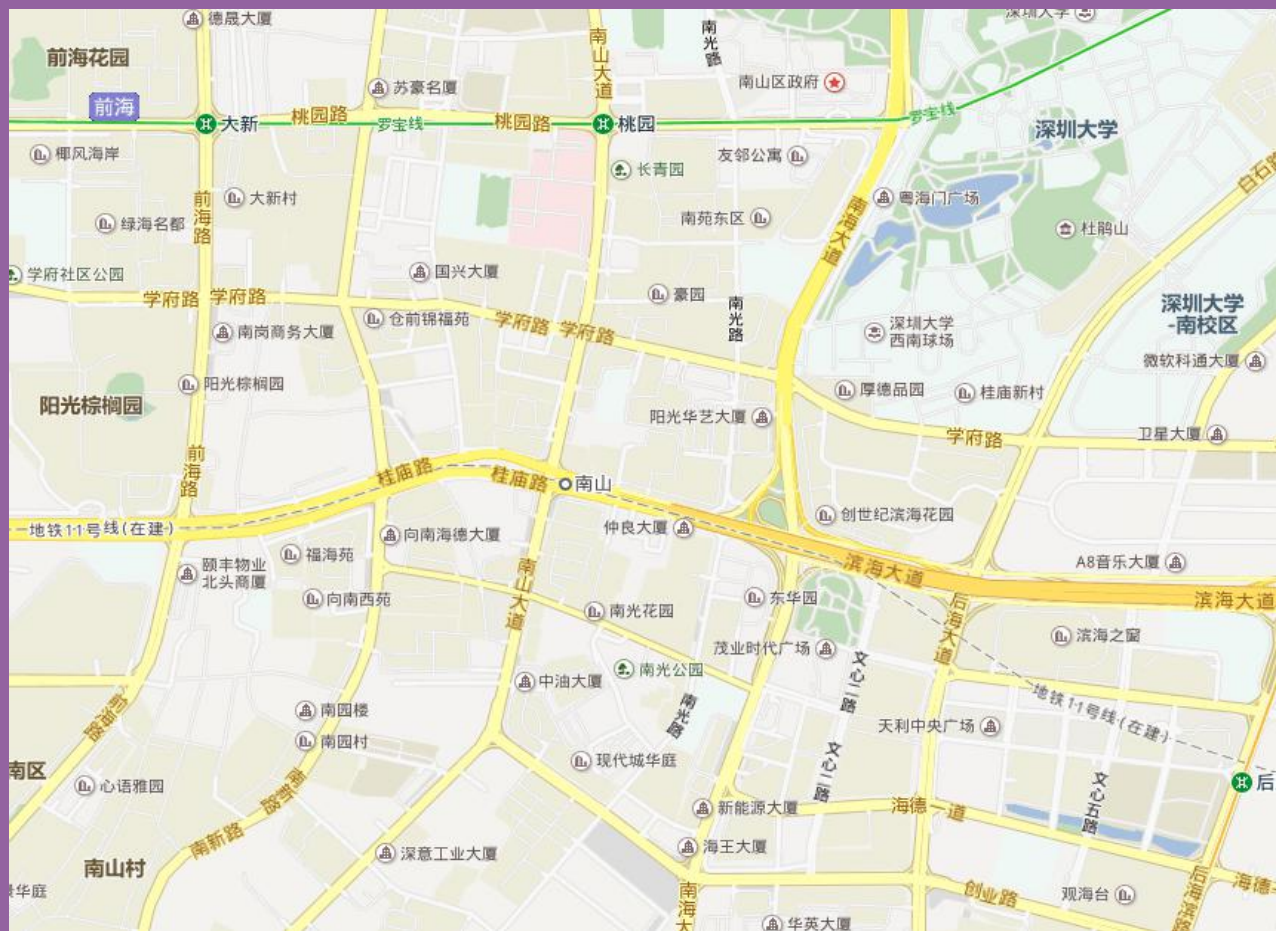 德晟大厦
深圳大学
前海花园
南山大道
南光路
苏豪名厦
南山区政府
前海
大新
桃园路
罗宝线
桃园路
桃园
罗宝线
深圳大学
椰风海岸
长青园
友邻公寓
白石路
前海路
大新村
粤海门广场
绿海名都
南苑东区
南海大道
杜鹃山
学府社区公园
国兴大厦
学府路
学府路
豪园
南光路
深圳大学
-南校区
仓前锦福苑
学府路
学府路
南岗商务大厦
深圳大学
西南球场
微软科通大厦
阳光棕榈园
阳光棕榈园
厚德品园
桂庙新村
阳光华艺大厦
学府路
卫星大厦
前海路
桂庙路
桂庙路
南山
地铁11号线(在建)
向南海德大厦
仲良大厦
创世纪滨海花园
福海苑
颐丰物业
北头商厦
滨海大道
A8音乐大厦
向南西苑
南山大道
南光花园
东华园
后海大道
滨海大道
滨海之窗
茂业时代广场
文心二路
南光公园
中油大厦
南光路
地铁11号线(在建)
前海路
南园楼
天利中央广场
南园村
现代城华庭
文心二路
南区
心语雅园
南新路
文心五路
后
新能源大厦
海德一道
南新路
海王大厦
深意工业大厦
南山村
创业路
观海台
后海滨路
海德
景华庭
南海大
华英大厦